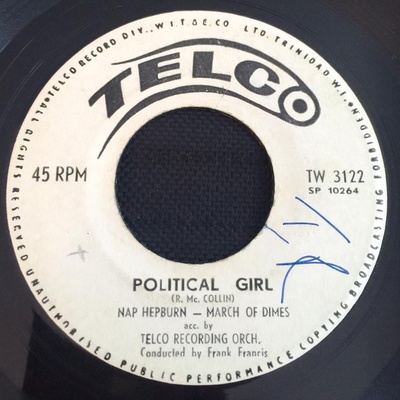 TELCO RECORD DIV., W.I.T. & E. CO LTD. TRINIDAD W.I.
ALL RIGHTS RESERVED UNAUTHORISED PUBLIC PERFORMANCE COPYING BROADCASTING FORBIDDEN
TELCO
45 RPM
TW 3122
SP 10264
POLITICAL GIRL
(R. Mc. COLLIN)
NAP HEPBURN — MARCH OF DIMES
acc. by
TELCO RECORDING ORCH.
Conducted by Frank Francis